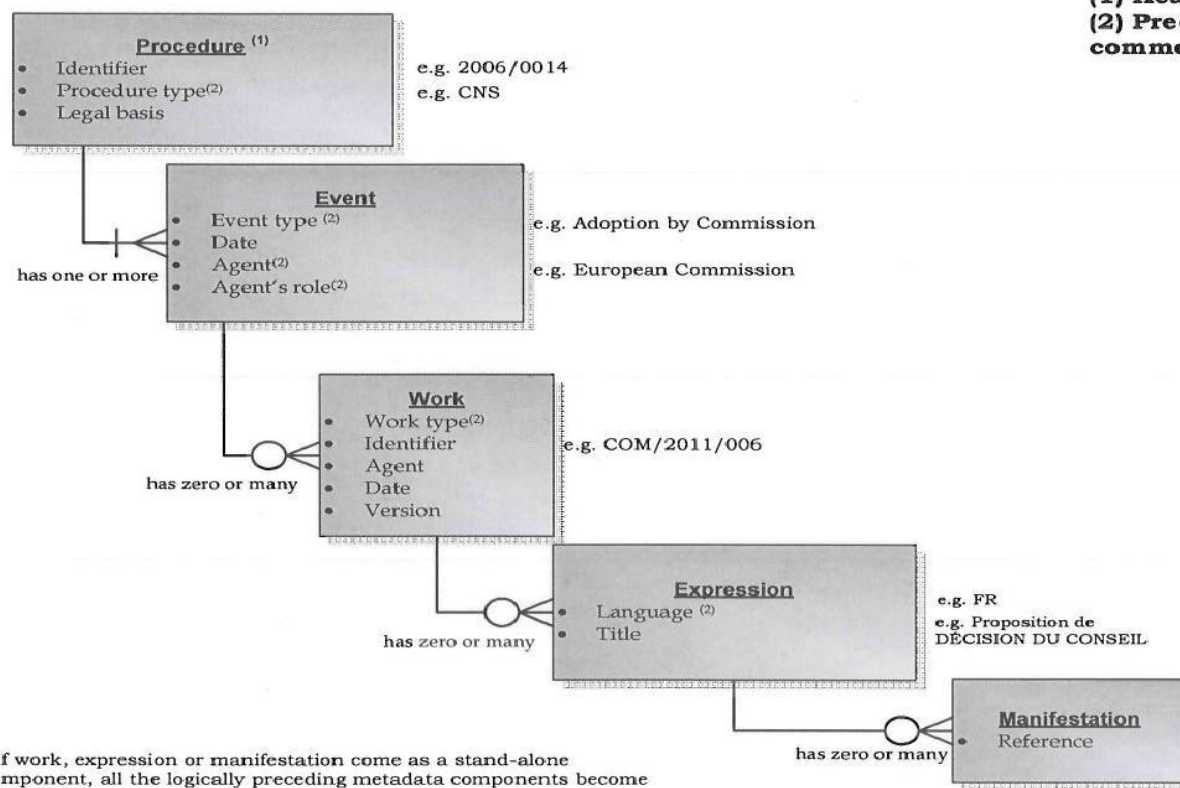 (2) Pre
comme
Procedure (1)
• Identifier
• Procedure type(2)
• Legal basis
e.g. 2006/0014
e.g. CNS
has one or more
Event
• Event type (2)
• Date
• Agent(2)
• Agent's role(2)
e.g. Adoption by Commission
e.g. European Commission
has zero or many
Work
• Work type(2)
• Identifier
• Agent
• Date
• Version
e.g. COM/2011/006
has zero or many
Expression
• Language (2)
• Title
e.g. FR
e.g. Proposition de
DÉCISION DU CONSEIL
has zero or many
Manifestation
• Reference
f work, expression or manifestation come as a stand-alone
mponent, all the logically preceding metadata components become